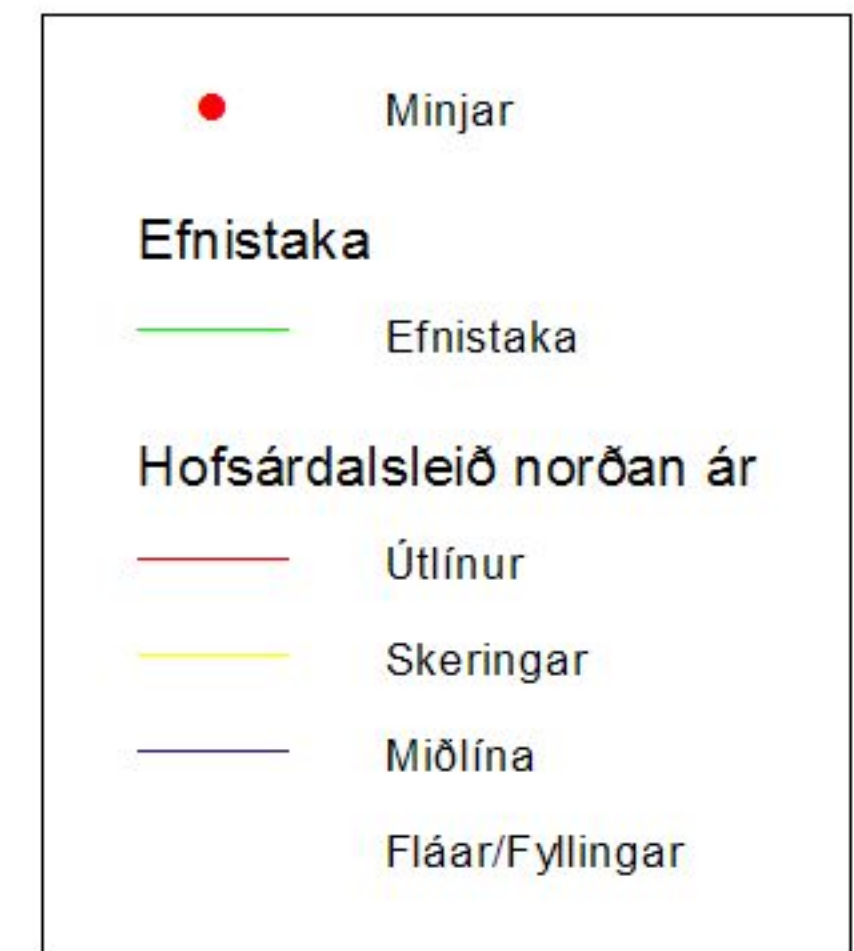 Minjar
Efnistaka
Efnistaka
Hofsárdalsleið norðan ár
Útlínur
Skeringar
Miðlína
Fláar/Fyllingar